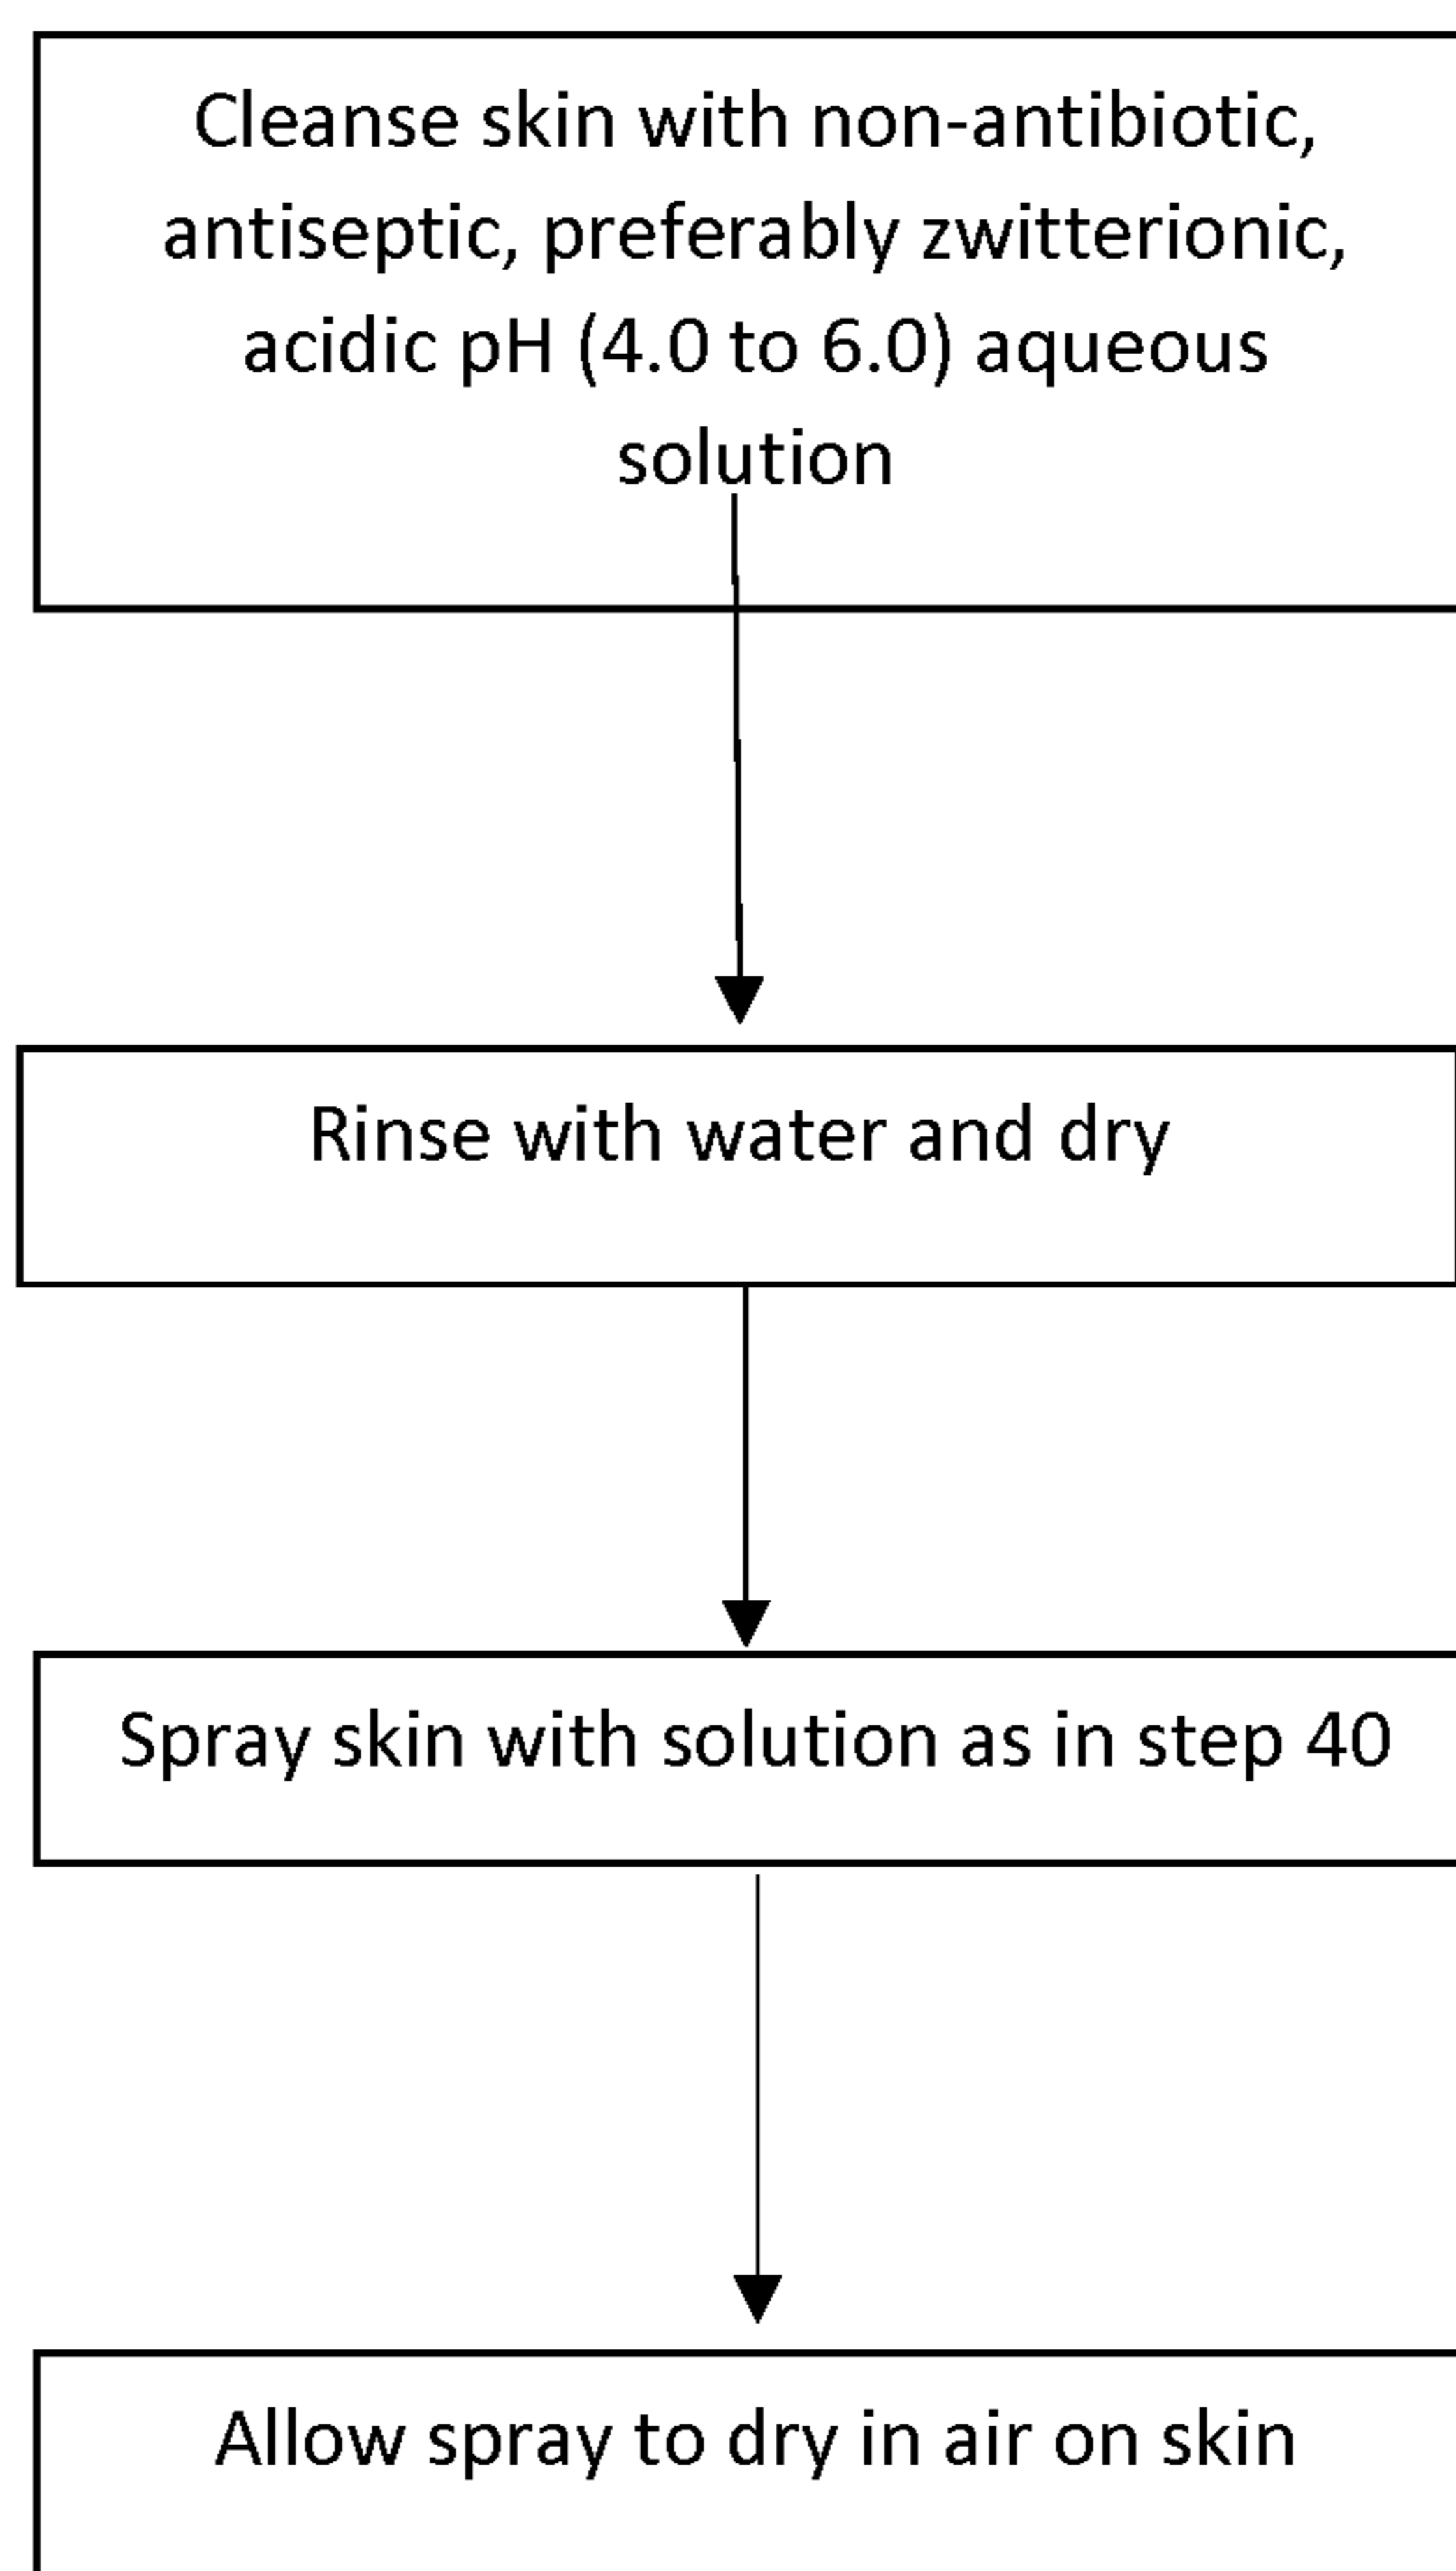 Cleanse skin with non-antibiotic,
antiseptic, preferably zwitterionic,
acidic pH (4.0 to 6.0) aqueous
solution
Rinse with water and dry
Spray skin with solution as in step 40
Allow spray to dry in air on skin